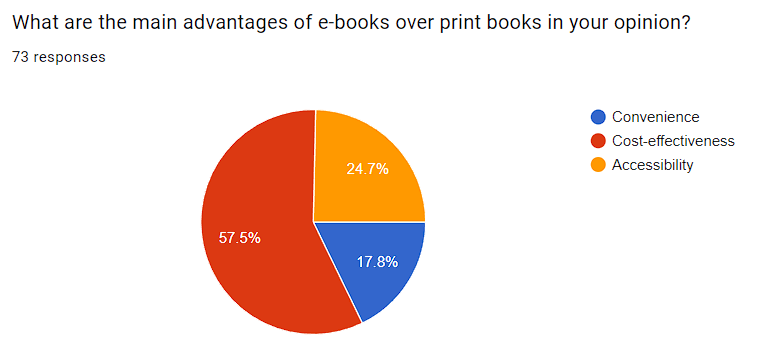 What are the main advantages of e-books over print books in your opinion?
73 responses
Convenience
Cost-effectiveness
Accessibility
24.7%
57.5%
17.8%